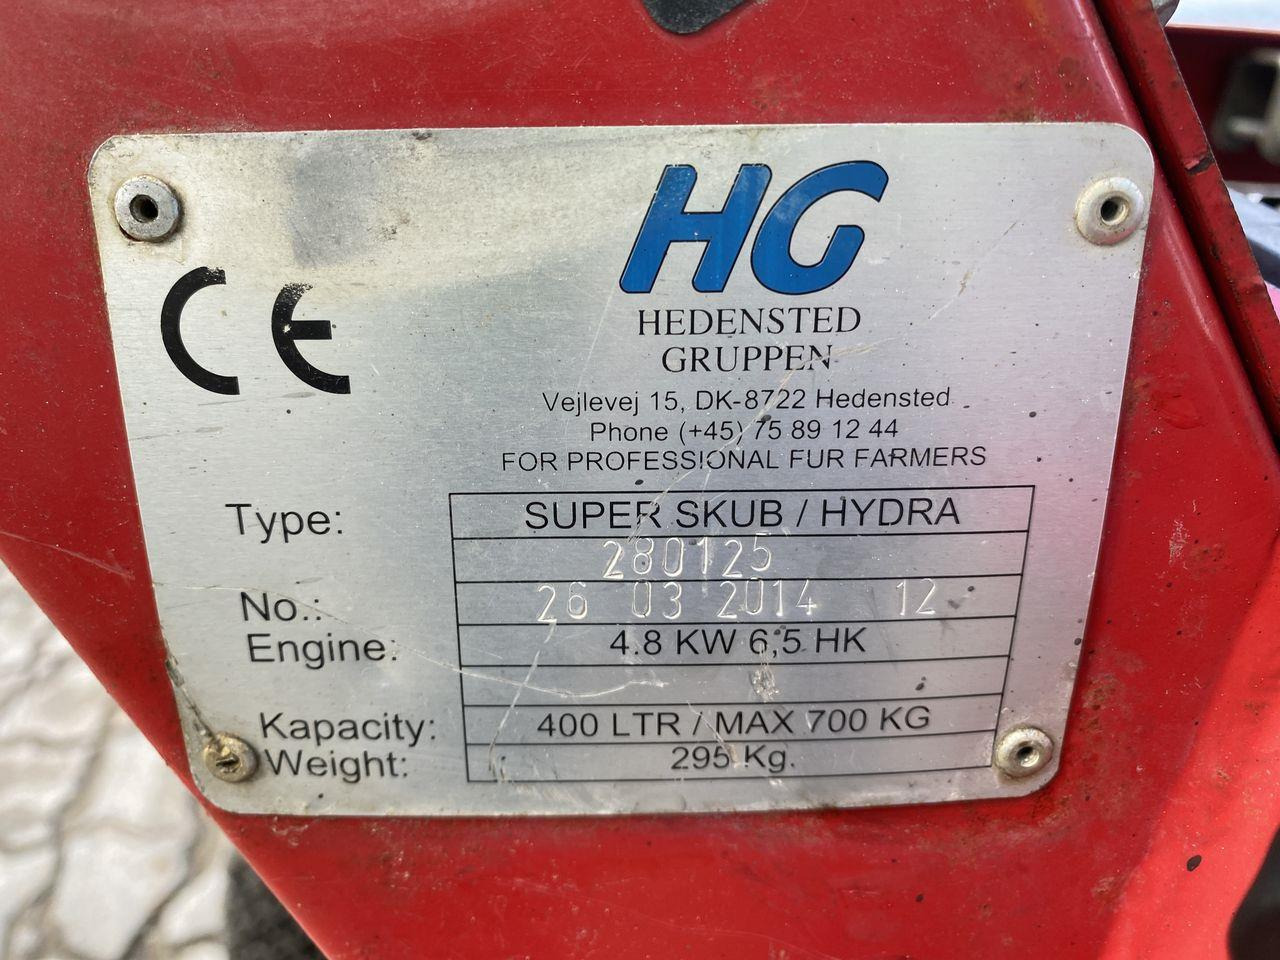 CE
HG
HEDENSTED
GRUPPEN
Vejlevej 15, DK-8722 Hedensted
Phone (+45) 75 89 12 44
FOR PROFESSIONAL FUR FARMERS
Type: SUPER SKUB / HYDRA
280125
No.: 26 03 2014 12
Engine: 4.8 KW 6,5 HK
Kapacity: 400 LTR / MAX 700 KG
Weight: 295 Kg.